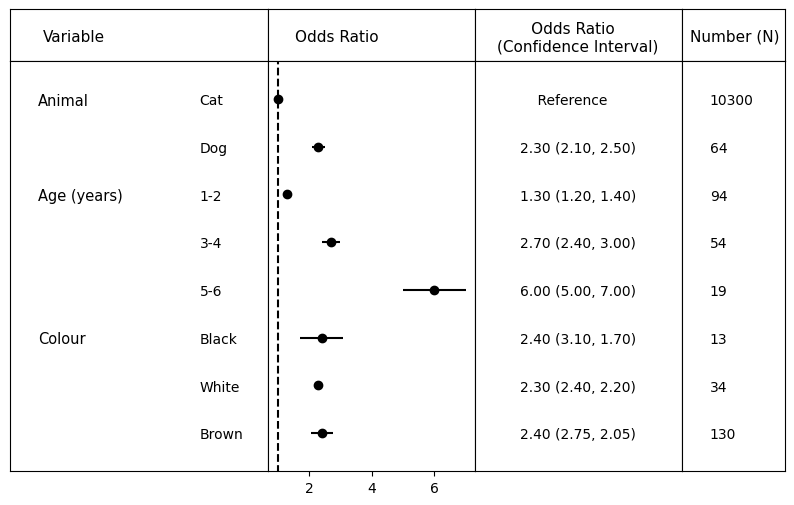 Variable Odds Ratio Odds Ratio (Confidence Interval) Number (N)
Animal Cat Reference 10300
Dog 2.30 (2.10, 2.50) 64
Age (years) 1-2 1.30 (1.20, 1.40) 94
3-4 2.70 (2.40, 3.00) 54
5-6 6.00 (5.00, 7.00) 19
Colour Black 2.40 (3.10, 1.70) 13
White 2.30 (2.40, 2.20) 34
Brown 2.40 (2.75, 2.05) 130
2 4 6